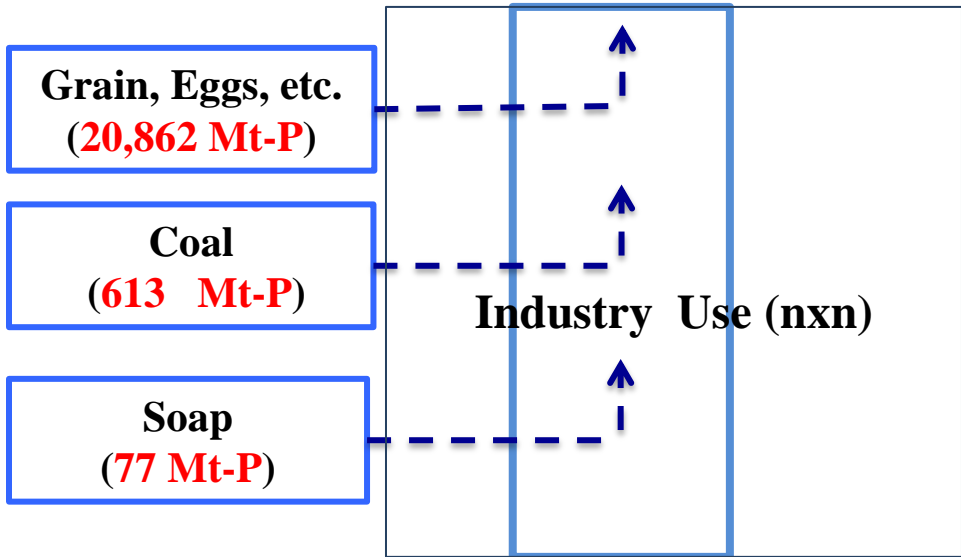 Grain, Eggs, etc.
(20,862 Mt-P)
Coal
(613 Mt-P)
Industry Use (nxn)
Soap
(77 Mt-P)